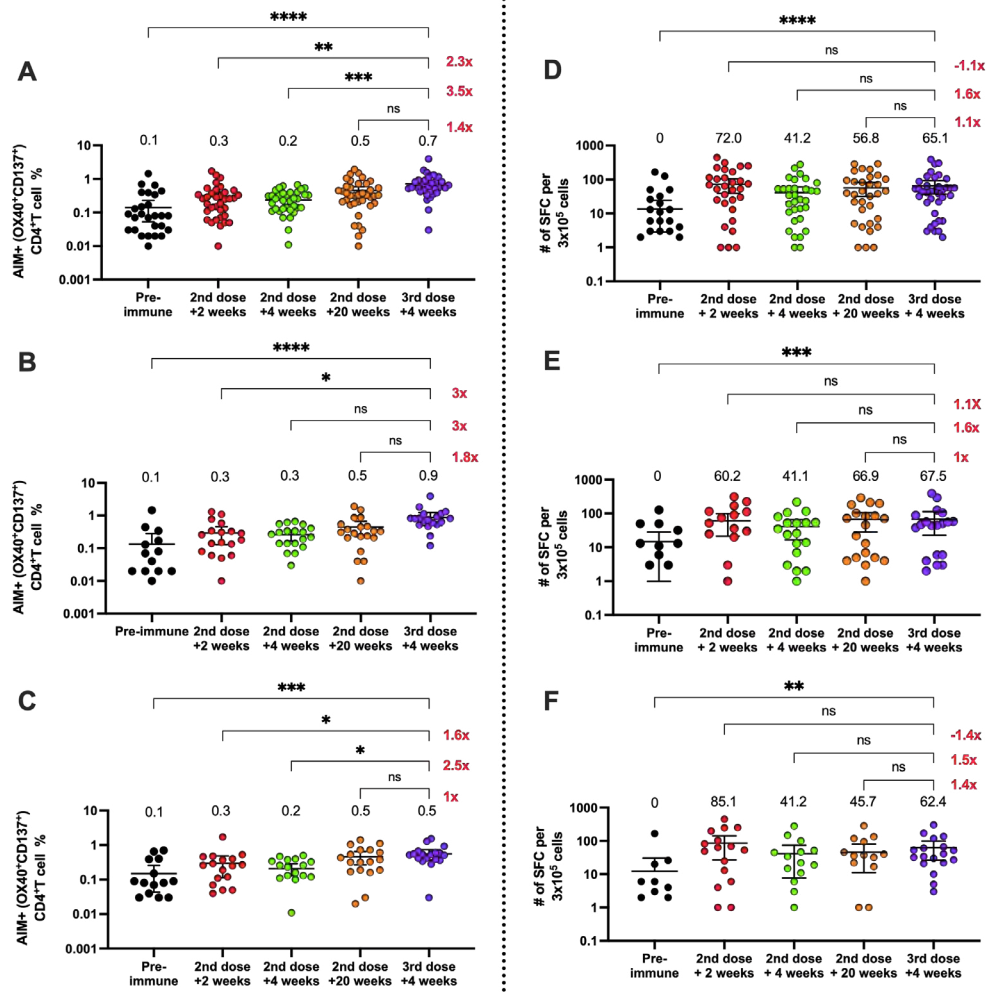 A
****
**
2.3x
***
3.5x
ns
1.4x
0.1 0.3 0.2 0.5 0.7
AIM+ (OX40⁺CD137⁺)
CD4⁺T cell %
10
1
0.1
0.01
0.001
Pre-
immune
2nd dose
+2 weeks
2nd dose
+4 weeks
2nd dose
+20 weeks
3rd dose
+4 weeks
B
****
*
3x
ns
3x
ns
1.8x
0.1 0.3 0.3 0.5 0.9
AIM+ (OX40⁺CD137⁺)
CD4⁺T cell %
10
1
0.1
0.01
0.001
Pre-immune
2nd dose
+2 weeks
2nd dose
+4 weeks
2nd dose
+20 weeks
3rd dose
+4 weeks
C
***
*
1.6x
*
2.5x
ns
1x
0.1 0.3 0.2 0.5 0.5
AIM+ (OX40⁺CD137⁺)
CD4⁺T cell %
10
1
0.1
0.01
0.001
Pre-
immune
2nd dose
+2 weeks
2nd dose
+4 weeks
2nd dose
+20 weeks
3rd dose
+4 weeks
D
****
ns
-1.1x
ns
1.6x
ns
1.1x
0 72.0 41.2 56.8 65.1
# of SFC per
3x10⁵ cells
1000
100
10
1
0.1
Pre-
immune
2nd dose
+ 2 weeks
2nd dose
+ 4 weeks
2nd dose
+ 20 weeks
3rd dose
+ 4 weeks
E
***
ns
1.1X
ns
1.6x
ns
1x
0 60.2 41.1 66.9 67.5
# of SFC per
3x10⁵ cells
1000
100
10
1
0.1
Pre-
immune
2nd dose
+ 2 weeks
2nd dose
+ 4 weeks
2nd dose
+ 20 weeks
3rd dose
+ 4 weeks
F
**
ns
-1.4x
ns
1.5x
ns
1.4x
0 85.1 41.2 45.7 62.4
# of SFC per
3x10⁵ cells
1000
100
10
1
0.1
Pre-
immune
2nd dose
+ 2 weeks
2nd dose
+ 4 weeks
2nd dose
+ 20 weeks
3rd dose
+4 weeks